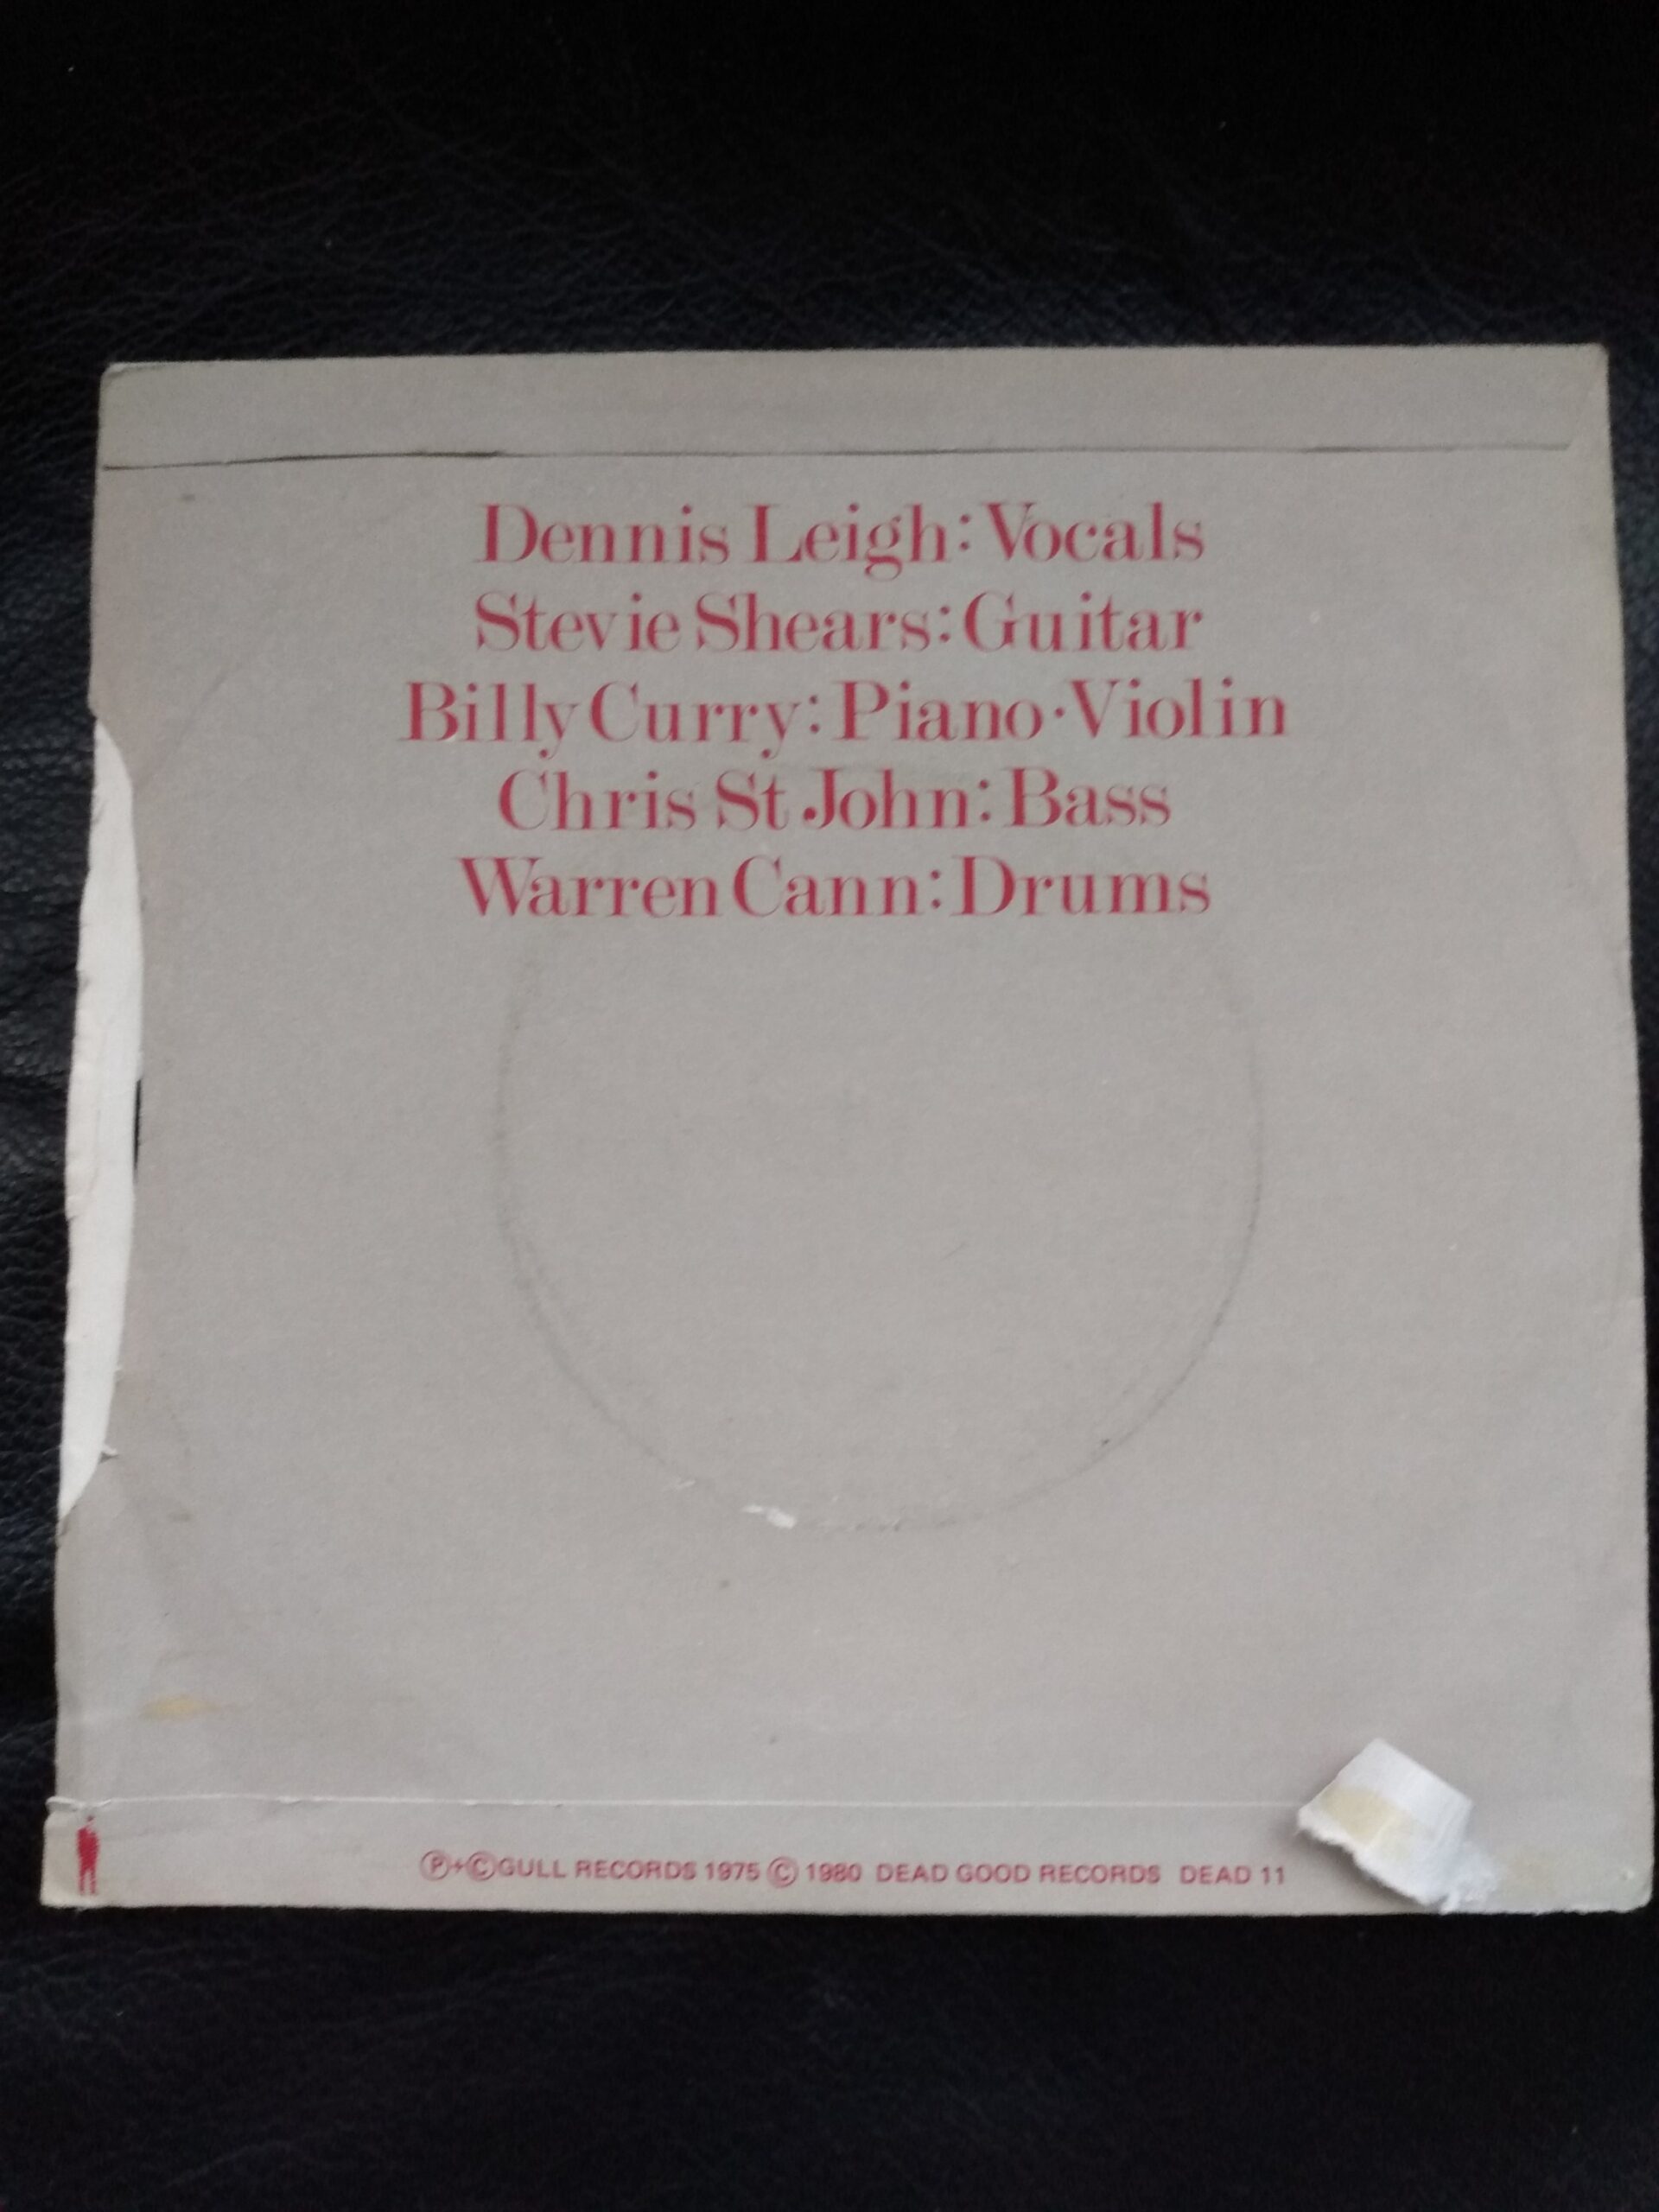 Dennis Leigh: Vocals
Stevie Shears: Guitar
Billy Curry: Piano·Violin
Chris St John: Bass
Warren Cann: Drums
Ⓟ+ⒸGULL RECORDS 1975 Ⓒ 1980 DEAD GOOD RECORDS DEAD 11